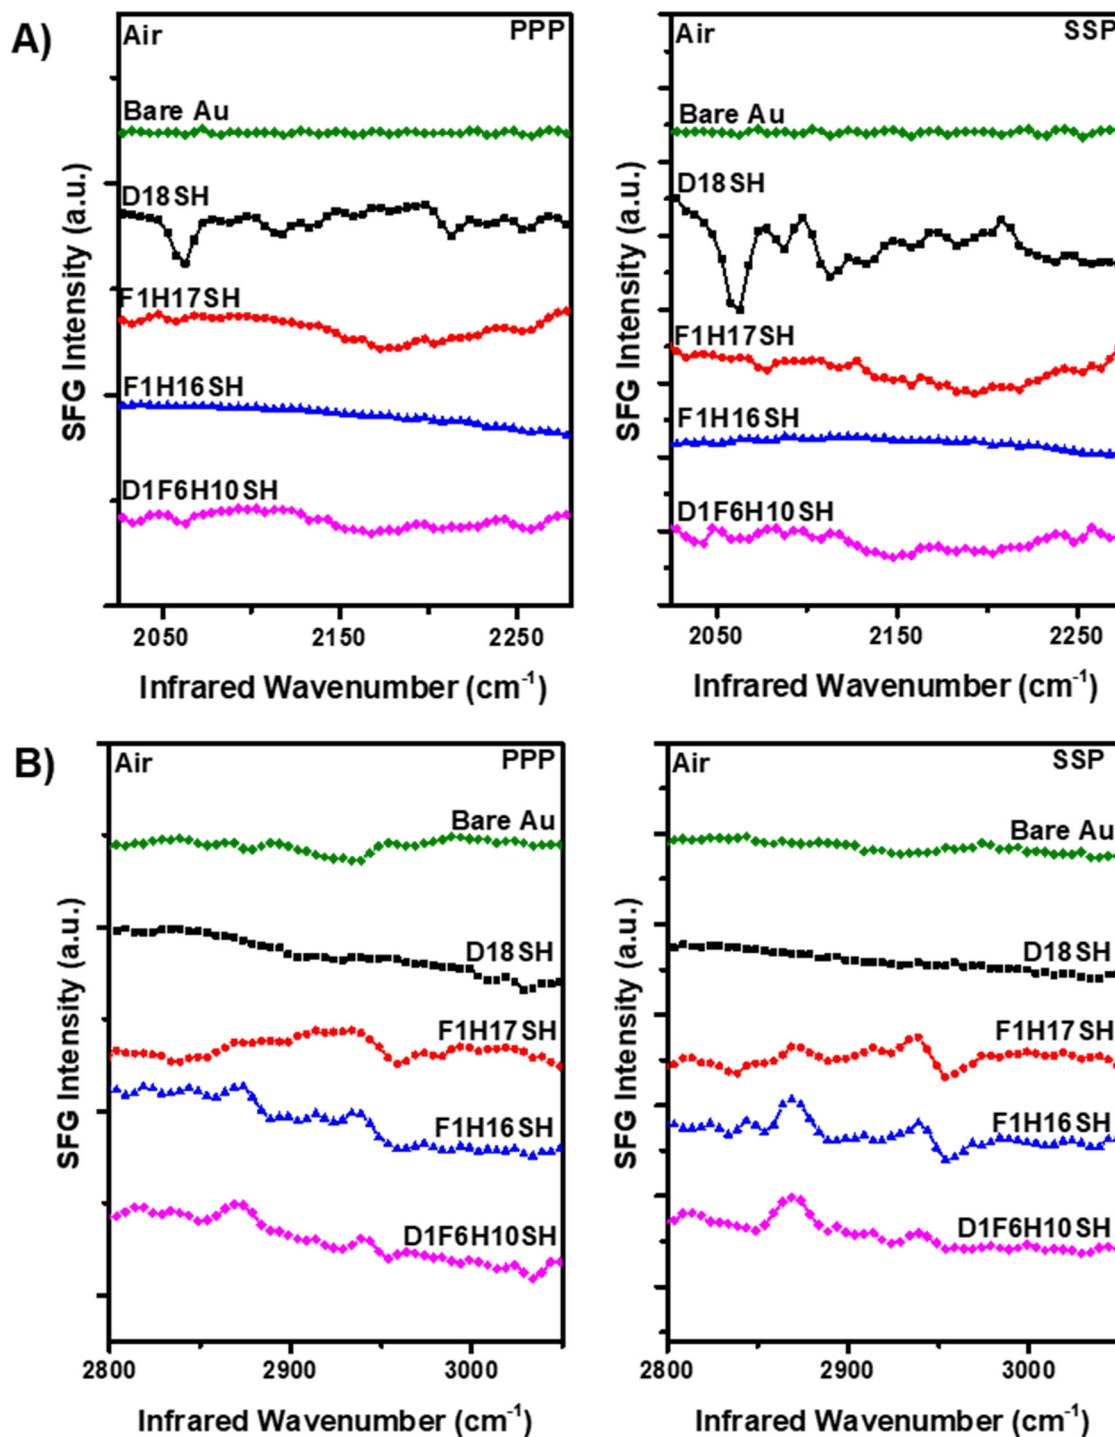 A)
Air PPP
Bare Au
D18SH
F1H17SH
F1H16SH
D1F6H10SH
SFG Intensity (a.u.)
2050 2150 2250
Infrared Wavenumber (cm⁻¹)
Air SSP
Bare Au
D18SH
F1H17SH
F1H16SH
D1F6H10SH
SFG Intensity (a.u.)
2050 2150 2250
Infrared Wavenumber (cm⁻¹)
B)
Air PPP
Bare Au
D18SH
F1H17SH
F1H16SH
D1F6H10SH
SFG Intensity (a.u.)
2800 2900 3000
Infrared Wavenumber (cm⁻¹)
Air SSP
Bare Au
D18SH
F1H17SH
F1H16SH
D1F6H10SH
SFG Intensity (a.u.)
2800 2900 3000
Infrared Wavenumber (cm⁻¹)